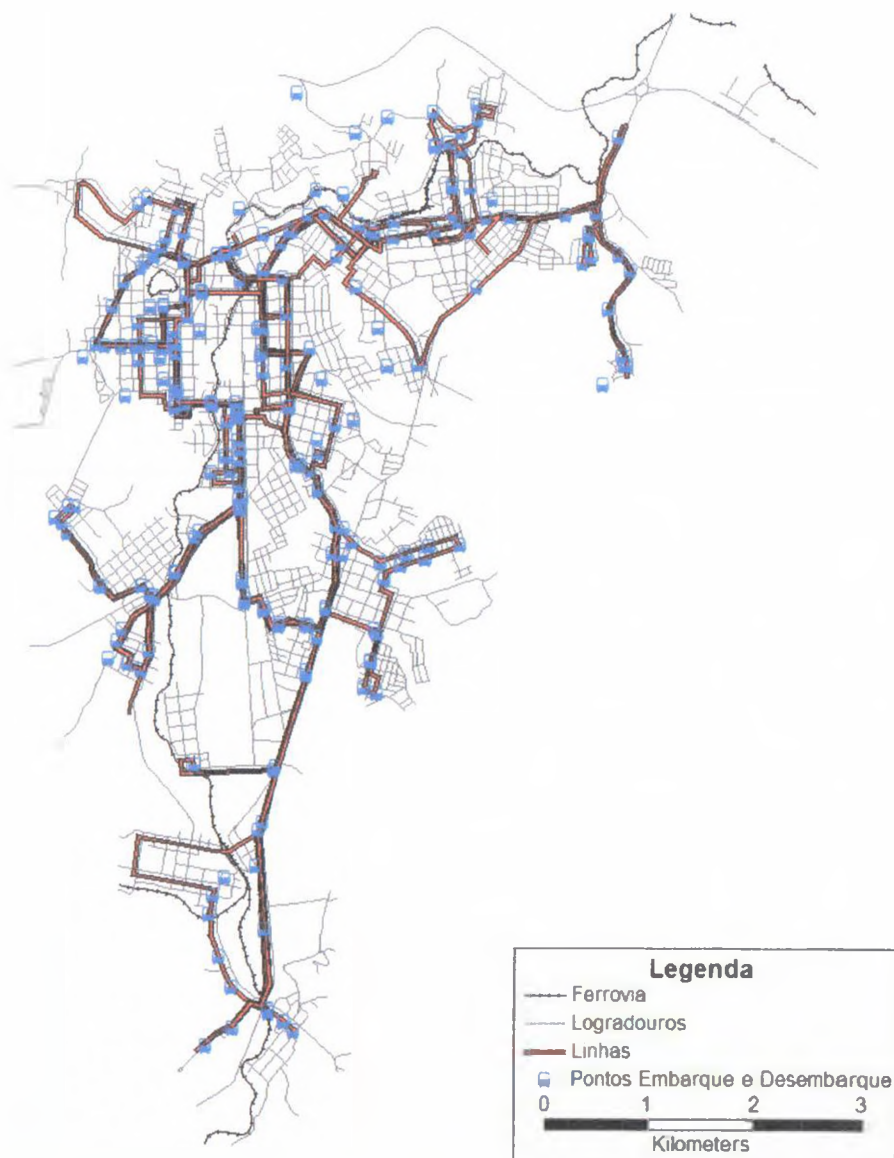 Legenda
Ferrovia
Logradouros
Linhas
Pontos Embarque e Desembarque
0 1 2 3
Kilometers